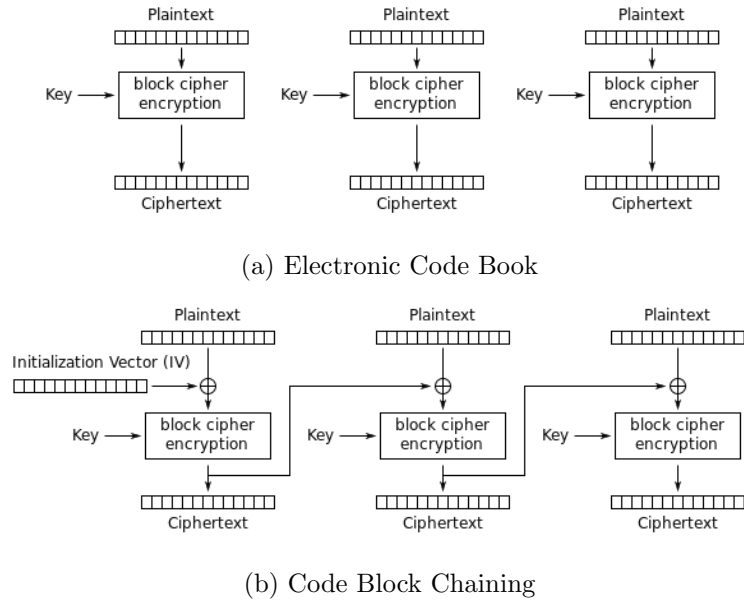 Plaintext Plaintext Plaintext
Key block cipher encryption Key block cipher encryption Key block cipher encryption
Ciphertext Ciphertext Ciphertext
(a) Electronic Code Book
Plaintext Plaintext Plaintext
Initialization Vector (IV)
Key block cipher encryption Key block cipher encryption Key block cipher encryption
Ciphertext Ciphertext Ciphertext
(b) Code Block Chaining